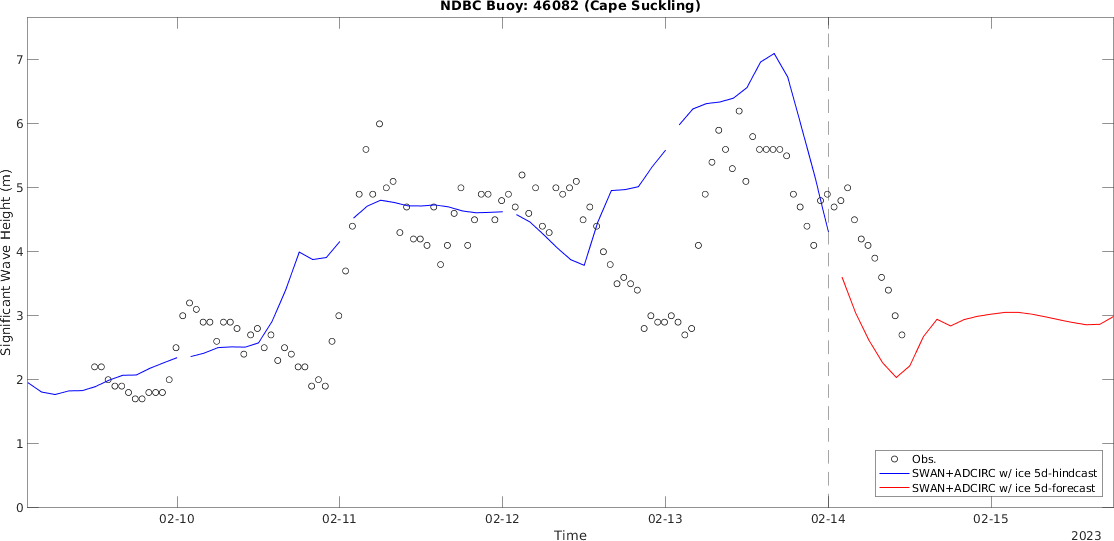 NDBC Buoy: 46082 (Cape Suckling)
Significant Wave Height (m)
7
6
5
4
3
2
1
0
Obs.
SWAN+ADCIRC w/ ice 5d-hindcast
SWAN+ADCIRC w/ ice 5d-forecast
02-10 02-11 02-12 02-13 02-14 02-15
Time
2023